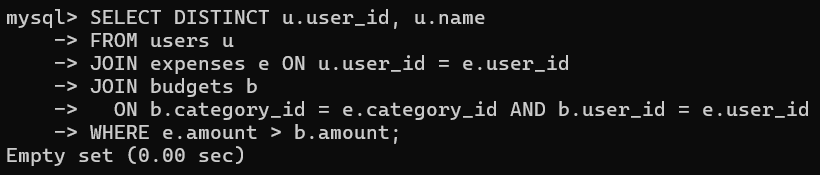 mysql> SELECT DISTINCT u.user_id, u.name
    -> FROM users u
    -> JOIN expenses e ON u.user_id = e.user_id
    -> JOIN budgets b
    ->   ON b.category_id = e.category_id AND b.user_id = e.user_id
    -> WHERE e.amount > b.amount;
Empty set (0.00 sec)